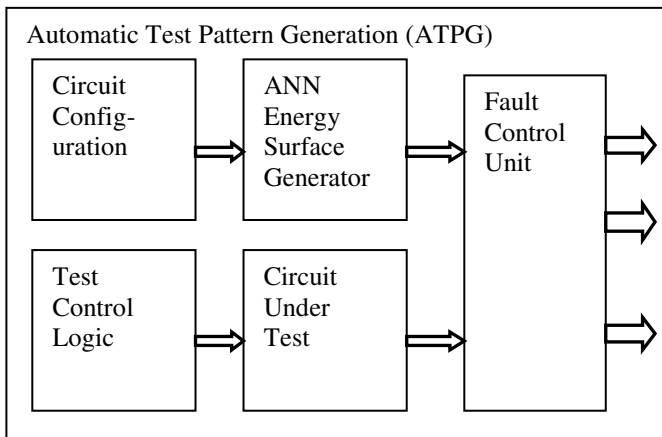 Automatic Test Pattern Generation (ATPG)
Circuit
Config-
uration
ANN
Energy
Surface
Generator
Fault
Control
Unit
Test
Control
Logic
Circuit
Under
Test